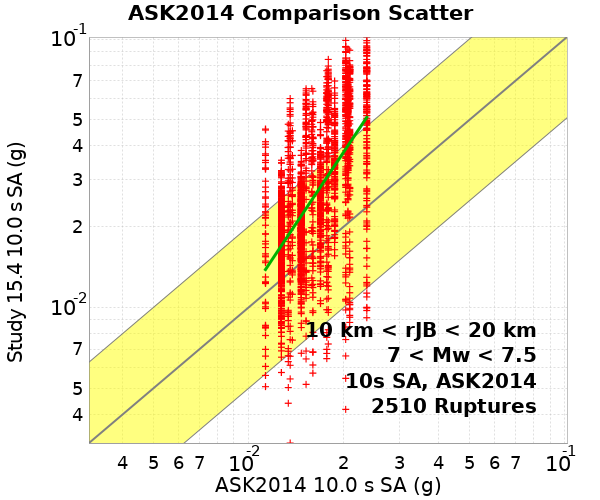 ASK2014 Comparison Scatter
Study 15.4 10.0 s SA (g)
10-1
7
5
4
3
2
10-2
7
5
4
10 km < rJB < 20 km
7 < Mw < 7.5
10s SA, ASK2014
2510 Ruptures
4 5 6 7 10-2 2 3 4 5 6 7 10-1
ASK2014 10.0 s SA (g)